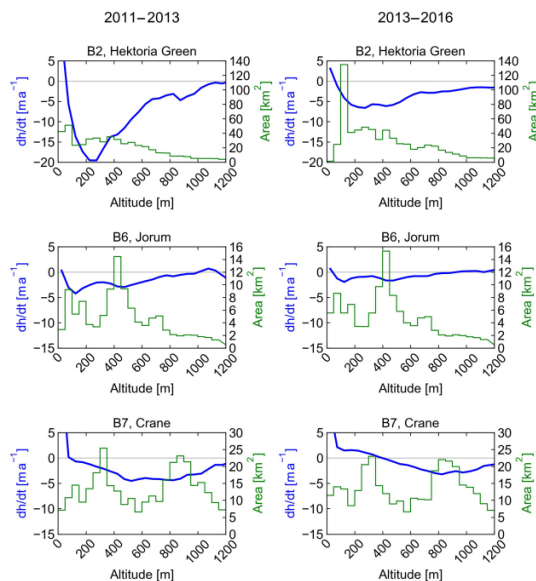 2011–2013 2013–2016
B2, Hektoria Green B2, Hektoria Green
5 140 5 140
0 120 0 120
−5 100 −5 100
80 80
−10 60 −10 60
−15 40 −15 40
20 20
−20 0 −20 0
dh/dt [m a⁻¹] Area [km²] dh/dt [m a⁻¹] Area [km²]
0 200 400 600 800 1000 1200 0 200 400 600 800 1000 1200
Altitude [m] Altitude [m]
B6, Jorum B6, Jorum
5 16 5 16
14 14
0 12 0 12
10 10
−5 8 −5 8
6 6
−10 4 −10 4
2 2
−15 0 −15 0
dh/dt [m a⁻¹] Area [km²] dh/dt [m a⁻¹] Area [km²]
0 200 400 600 800 1000 1200 0 200 400 600 800 1000 1200
Altitude [m] Altitude [m]
B7, Crane B7, Crane
5 30 5 30
0 25 0 25
20 20
−5 15 −5 15
−10 10 −10 10
5 5
−15 0 −15 0
dh/dt [m a⁻¹] Area [km²] dh/dt [m a⁻¹] Area [km²]
0 200 400 600 800 1000 1200 0 200 400 600 800 1000 1200
Altitude [m] Altitude [m]